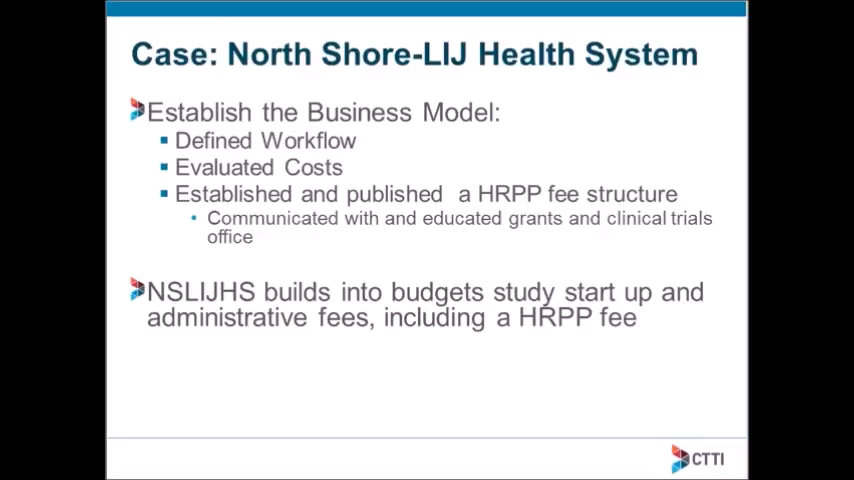 Case: North Shore-LIJ Health System
Establish the Business Model:
Defined Workflow
Evaluated Costs
Established and published a HRPP fee structure
Communicated with and educated grants and clinical trials
office
NSLIJHS builds into budgets study start up and
administrative fees, including a HRPP fee
CTTI